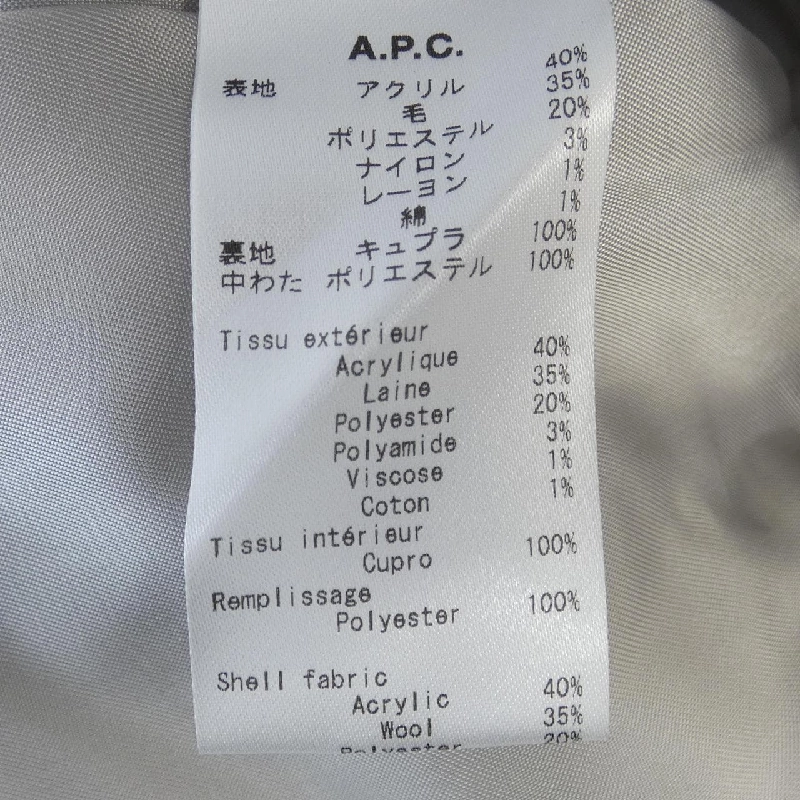 A.P.C.
表地 アクリル 40%
毛 35%
ポリエステル 20%
ナイロン 3%
レーヨン 1%
綿 1%
裏地 キュプラ 100%
中わた ポリエステル 100%
Tissu extérieur
Acrylique 40%
Laine 35%
Polyester 20%
Polyamide 3%
Viscose 1%
Coton 1%
Tissu intérieur
Cupro 100%
Remplissage
Polyester 100%
Shell fabric
Acrylic 40%
Wool 35%
Polyester 20%